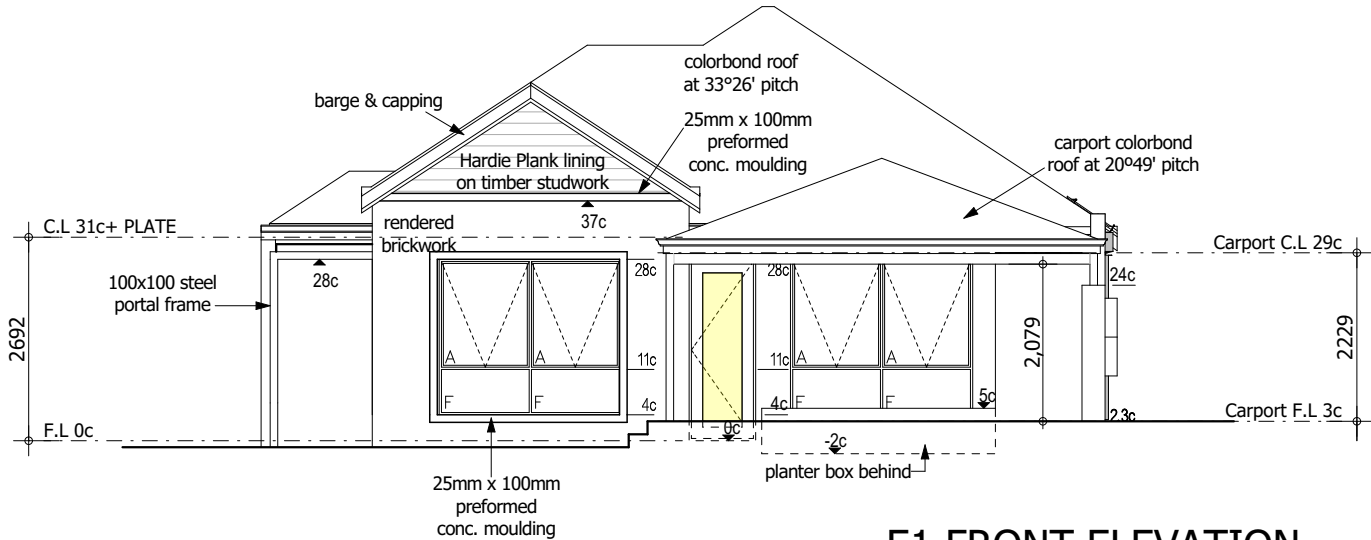 colorbond roof
at 33°26' pitch
barge & capping
25mm x 100mm
preformed
conc. moulding
carport colorbond
roof at 20º49' pitch
Hardie Plank lining
on timber studwork
C.L 31c+ PLATE
rendered
brickwork
37c
Carport C.L 29c
28c
28c
28c
24c
100x100 steel
portal frame
2692
2,079
2229
A
A
A
A
11c
11c
F
F
F
F
4c
4c
5c
2.3c
Carport F.L 3c
F.L 0c
0c
-2c
planter box behind
25mm x 100mm
preformed
conc. moulding
E1 FRONT ELEVATION